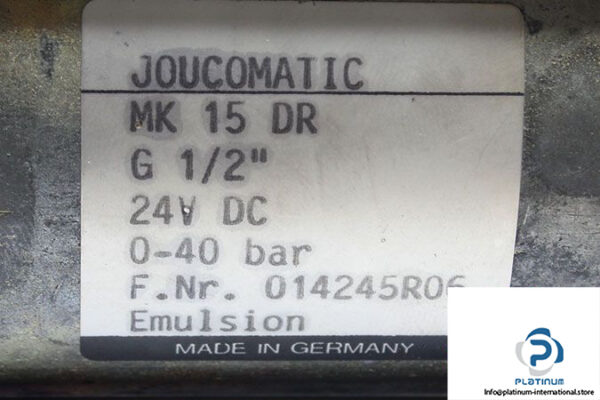 JOUCOMATIC
MK 15 DR
G 1/2"
24V DC
0-40 bar
F.Nr. 014245R06
Emulsion
MADE IN GERMANY
PLATINUM
Info@platinum-international.store